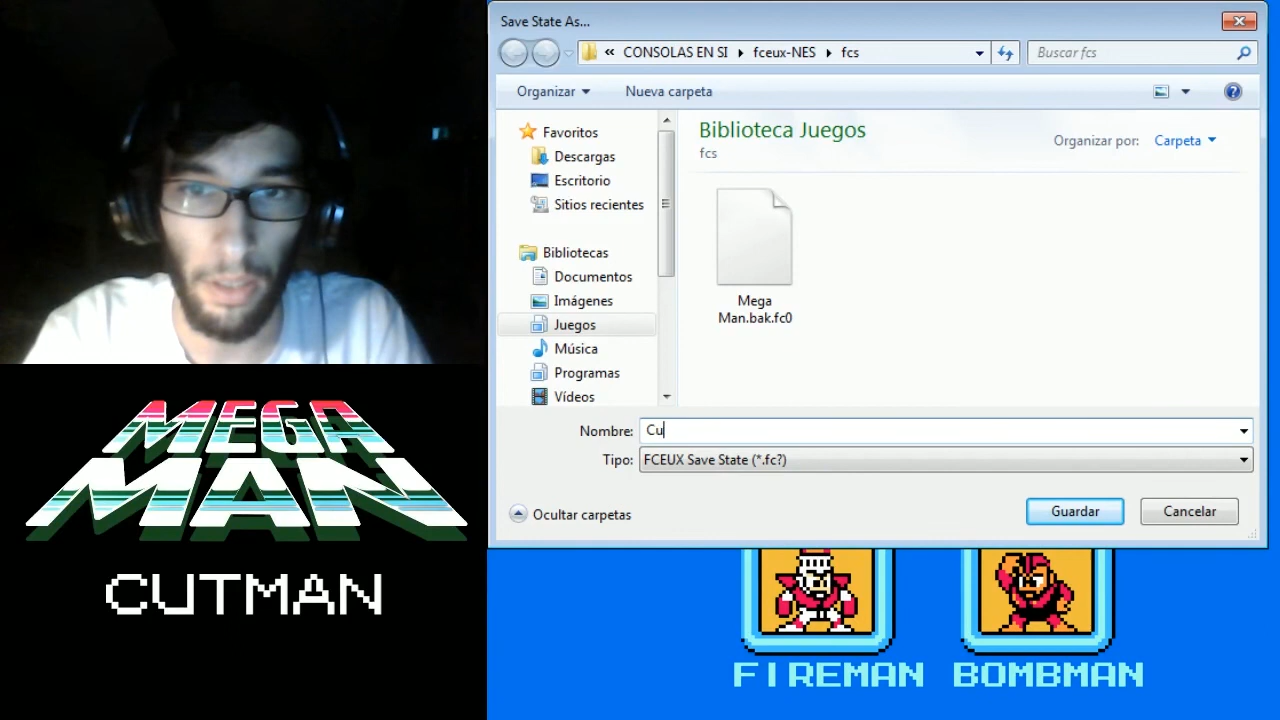 Save State As...
« CONSOLAS EN SI fceux-NES fcs
Buscar fcs
Organizar
Nueva carpeta
Favoritos
Descargas
Escritorio
Sitios recientes
Bibliotecas
Documentos
Imágenes
Juegos
Música
Programas
Vídeos
Biblioteca Juegos
fcs
Organizar por: Carpeta
Mega
Man.bak.fc0
Nombre: Cu
Tipo: FCEUX Save State (*.fc?)
Ocultar carpetas
Guardar
Cancelar
MEGA
MAN
CUTMAN
FIREMAN BOMBMAN